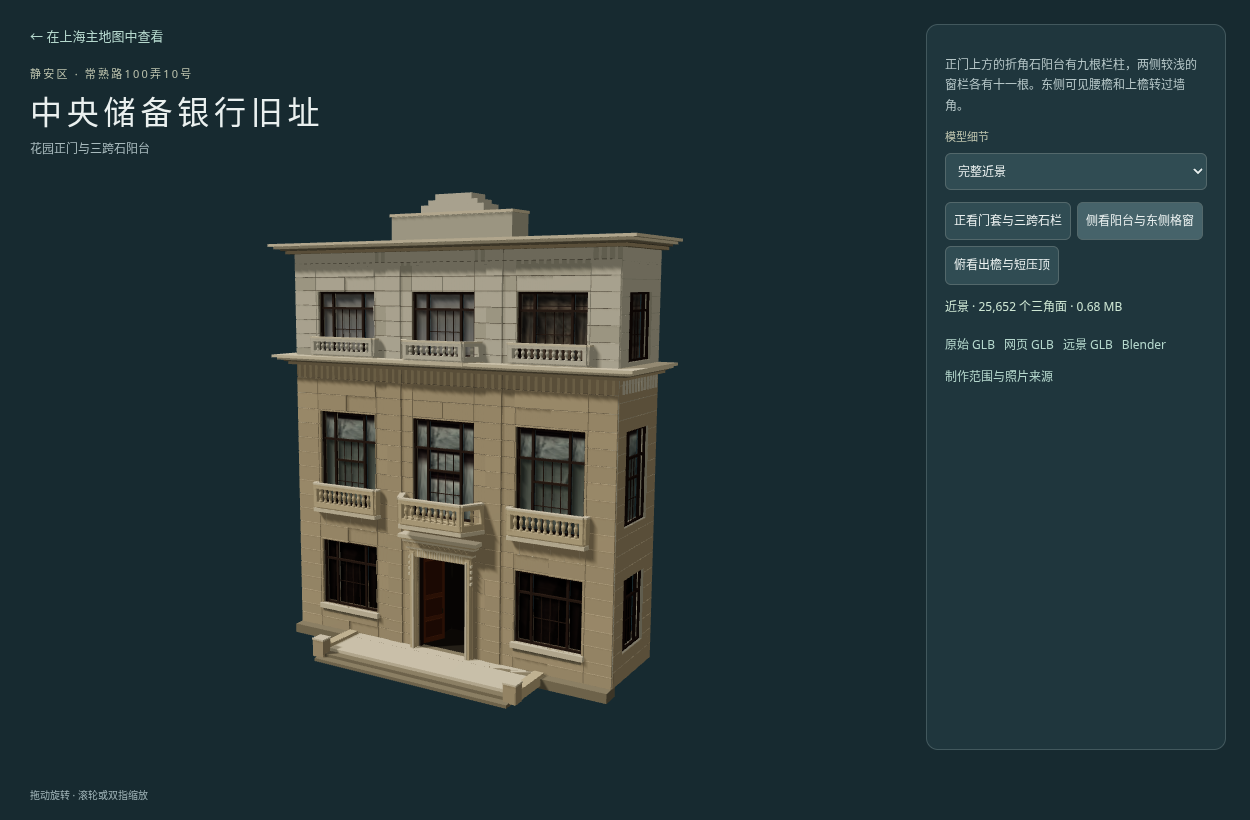 ← 在上海主地图中查看
静安区 · 常熟路100弄10号
中央储备银行旧址
花园正门与三跨石阳台
正门上方的折角石阳台有九根栏柱，两侧较浅的
窗栏各有十一根。东侧可见腰檐和上檐转过墙
角。
模型细节
完整近景
正看门套与三跨石栏
侧看阳台与东侧格窗
俯看出檐与短压顶
近景 · 25,652 个三角面 · 0.68 MB
原始 GLB 网页 GLB 远景 GLB Blender
制作范围与照片来源
拖动旋转 · 滚轮或双指缩放